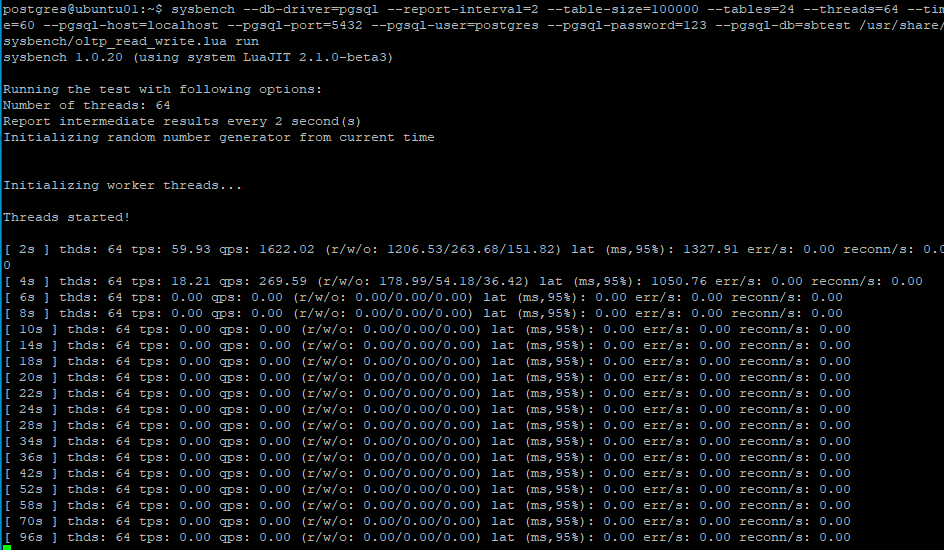 postgres@ubuntu01:~$ sysbench --db-driver=pgsql --report-interval=2 --table-size=100000 --tables=24 --threads=64 --tim
e=60 --pgsql-host=localhost --pgsql-port=5432 --pgsql-user=postgres --pgsql-password=123 --pgsql-db=sbtest /usr/share/
sysbench/oltp_read_write.lua run
sysbench 1.0.20 (using system LuaJIT 2.1.0-beta3)
Running the test with following options:
Number of threads: 64
Report intermediate results every 2 second(s)
Initializing random number generator from current time
Initializing worker threads...
Threads started!
[ 2s ] thds: 64 tps: 59.93 qps: 1622.02 (r/w/o: 1206.53/263.68/151.82) lat (ms,95%): 1327.91 err/s: 0.00 reconn/s: 0.0
0
[ 4s ] thds: 64 tps: 18.21 qps: 269.59 (r/w/o: 178.99/54.18/36.42) lat (ms,95%): 1050.76 err/s: 0.00 reconn/s: 0.00
[ 6s ] thds: 64 tps: 0.00 qps: 0.00 (r/w/o: 0.00/0.00/0.00) lat (ms,95%): 0.00 err/s: 0.00 reconn/s: 0.00
[ 8s ] thds: 64 tps: 0.00 qps: 0.00 (r/w/o: 0.00/0.00/0.00) lat (ms,95%): 0.00 err/s: 0.00 reconn/s: 0.00
[ 10s ] thds: 64 tps: 0.00 qps: 0.00 (r/w/o: 0.00/0.00/0.00) lat (ms,95%): 0.00 err/s: 0.00 reconn/s: 0.00
[ 14s ] thds: 64 tps: 0.00 qps: 0.00 (r/w/o: 0.00/0.00/0.00) lat (ms,95%): 0.00 err/s: 0.00 reconn/s: 0.00
[ 18s ] thds: 64 tps: 0.00 qps: 0.00 (r/w/o: 0.00/0.00/0.00) lat (ms,95%): 0.00 err/s: 0.00 reconn/s: 0.00
[ 20s ] thds: 64 tps: 0.00 qps: 0.00 (r/w/o: 0.00/0.00/0.00) lat (ms,95%): 0.00 err/s: 0.00 reconn/s: 0.00
[ 22s ] thds: 64 tps: 0.00 qps: 0.00 (r/w/o: 0.00/0.00/0.00) lat (ms,95%): 0.00 err/s: 0.00 reconn/s: 0.00
[ 24s ] thds: 64 tps: 0.00 qps: 0.00 (r/w/o: 0.00/0.00/0.00) lat (ms,95%): 0.00 err/s: 0.00 reconn/s: 0.00
[ 28s ] thds: 64 tps: 0.00 qps: 0.00 (r/w/o: 0.00/0.00/0.00) lat (ms,95%): 0.00 err/s: 0.00 reconn/s: 0.00
[ 34s ] thds: 64 tps: 0.00 qps: 0.00 (r/w/o: 0.00/0.00/0.00) lat (ms,95%): 0.00 err/s: 0.00 reconn/s: 0.00
[ 36s ] thds: 64 tps: 0.00 qps: 0.00 (r/w/o: 0.00/0.00/0.00) lat (ms,95%): 0.00 err/s: 0.00 reconn/s: 0.00
[ 42s ] thds: 64 tps: 0.00 qps: 0.00 (r/w/o: 0.00/0.00/0.00) lat (ms,95%): 0.00 err/s: 0.00 reconn/s: 0.00
[ 52s ] thds: 64 tps: 0.00 qps: 0.00 (r/w/o: 0.00/0.00/0.00) lat (ms,95%): 0.00 err/s: 0.00 reconn/s: 0.00
[ 58s ] thds: 64 tps: 0.00 qps: 0.00 (r/w/o: 0.00/0.00/0.00) lat (ms,95%): 0.00 err/s: 0.00 reconn/s: 0.00
[ 70s ] thds: 64 tps: 0.00 qps: 0.00 (r/w/o: 0.00/0.00/0.00) lat (ms,95%): 0.00 err/s: 0.00 reconn/s: 0.00
[ 96s ] thds: 64 tps: 0.00 qps: 0.00 (r/w/o: 0.00/0.00/0.00) lat (ms,95%): 0.00 err/s: 0.00 reconn/s: 0.00